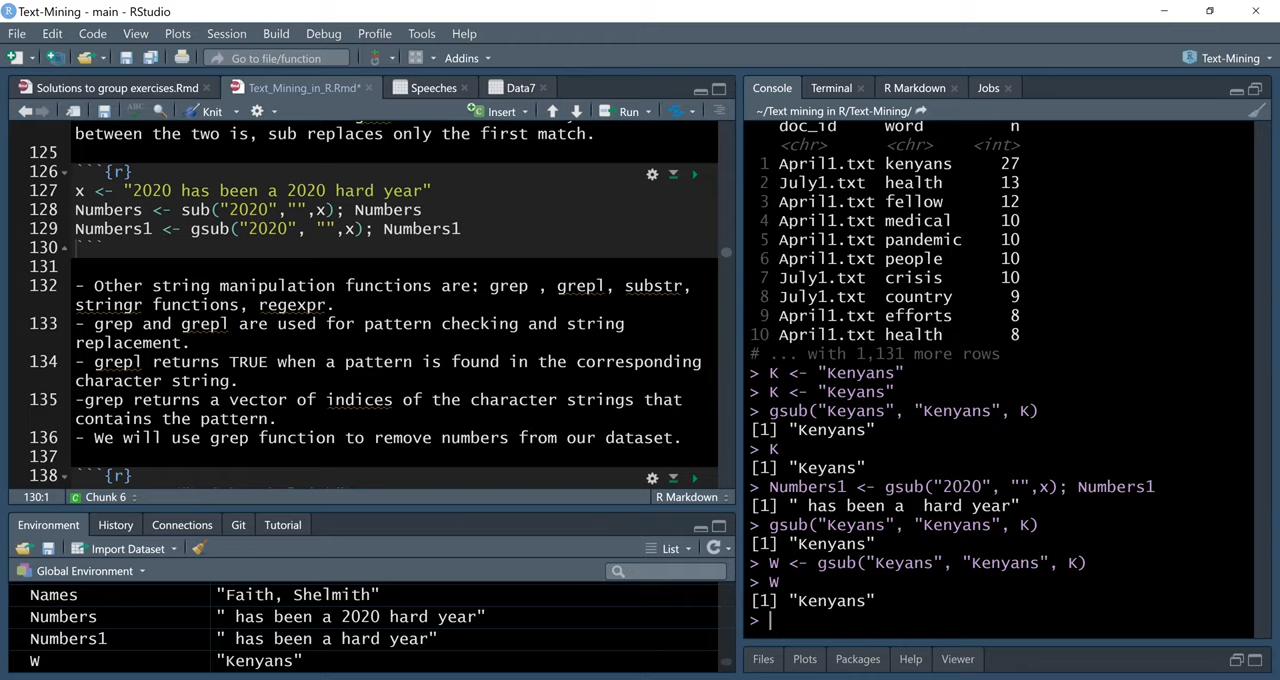 Text-Mining - main - RStudio
File Edit Code View Plots Session Build Debug Profile Tools Help
Go to file/function Addins Text-Mining
Solutions to group exercises.Rmd Text_Mining_in_R.Rmd* Speeches Data7
Knit Insert Run
between the two is, sub replaces only the first match.
125
126 ```{r}
127 x <- "2020 has been a 2020 hard year"
128 Numbers <- sub("2020","",x); Numbers
129 Numbers1 <- gsub("2020", "",x); Numbers1
130 ```
131
132 - Other string manipulation functions are: grep , grepl, substr,
stringr functions, regexpr.
133 - grep and grepl are used for pattern checking and string
replacement.
134 - grepl returns TRUE when a pattern is found in the corresponding
character string.
135 -grep returns a vector of indices of the character strings that
contains the pattern.
136 - We will use grep function to remove numbers from our dataset.
137
138 ```{r}
130:1 Chunk 6 R Markdown
Environment History Connections Git Tutorial
Import Dataset List
Global Environment
Names "Faith, Shelmith"
Numbers " has been a 2020 hard year"
Numbers1 " has been a hard year"
W "Kenyans"
Console Terminal R Markdown Jobs
~/Text mining in R/Text-Mining/
doc_id word n
<chr> <chr> <int>
1 April1.txt kenyans 27
2 July1.txt health 13
3 April1.txt fellow 12
4 April1.txt medical 10
5 April1.txt pandemic 10
6 April1.txt people 10
7 July1.txt crisis 10
8 July1.txt country 9
9 April1.txt efforts 8
10 April1.txt health 8
# ... with 1,131 more rows
> K <- "Kenyans"
> K <- "Keyans"
> gsub("Keyans", "Kenyans", K)
[1] "Kenyans"
> K
[1] "Keyans"
> Numbers1 <- gsub("2020", "",x); Numbers1
[1] " has been a  hard year"
> gsub("Keyans", "Kenyans", K)
[1] "Kenyans"
> W <- gsub("Keyans", "Kenyans", K)
> W
[1] "Kenyans"
>
Files Plots Packages Help Viewer